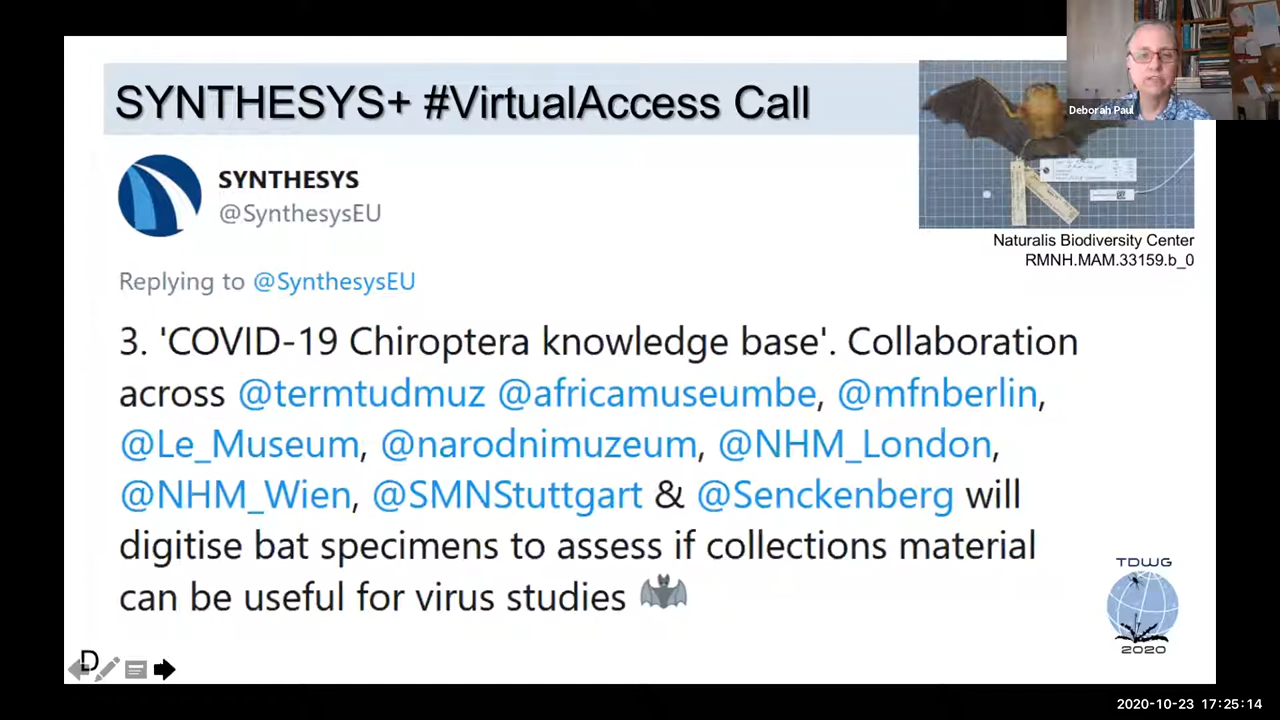 SYNTHESYS+ #VirtualAccess Call
Deborah Paul
SYNTHESYS
@SynthesysEU
Naturalis Biodiversity Center
RMNH.MAM.33159.b_0
Replying to @SynthesysEU
3. 'COVID-19 Chiroptera knowledge base'. Collaboration
across @termtudmuz @africamuseumbe, @mfnberlin,
@Le_Museum, @narodnimuzeum, @NHM_London,
@NHM_Wien, @SMNStuttgart & @Senckenberg will
digitise bat specimens to assess if collections material
can be useful for virus studies 🦇
TDWG
2020
D
2020-10-23 17:25:14